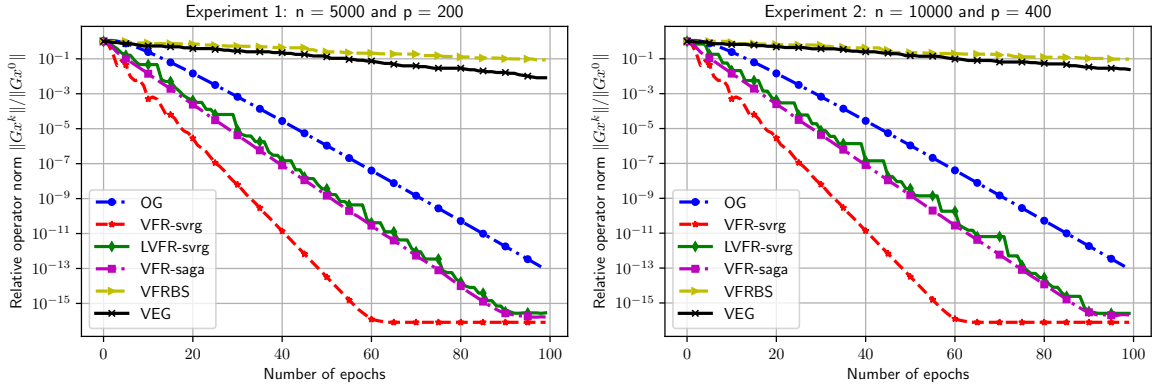 Experiment 1: n = 5000 and p = 200
Relative operator norm ||Gx^k||/||Gx^0||
10^−1
10^−3
10^−5
10^−7
10^−9
10^−11
10^−13
10^−15
OG
VFR-svrg
LVFR-svrg
VFR-saga
VFRBS
VEG
0 20 40 60 80 100
Number of epochs
Experiment 2: n = 10000 and p = 400
Relative operator norm ||Gx^k||/||Gx^0||
10^−1
10^−3
10^−5
10^−7
10^−9
10^−11
10^−13
10^−15
OG
VFR-svrg
LVFR-svrg
VFR-saga
VFRBS
VEG
0 20 40 60 80 100
Number of epochs